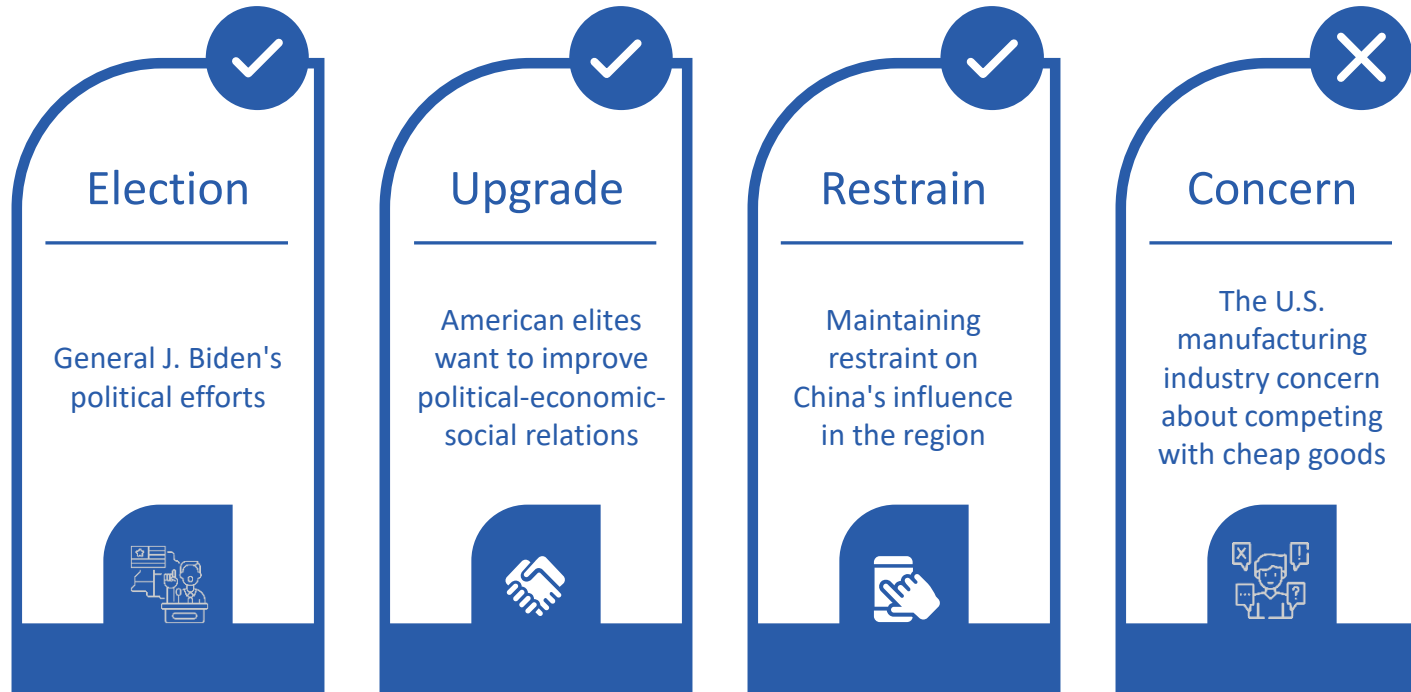 Election
General J. Biden's
political efforts
Upgrade
American elites
want to improve
political-economic-
social relations
Restrain
Maintaining
restraint on
China's influence
in the region
Concern
The U.S.
manufacturing
industry concern
about competing
with cheap goods